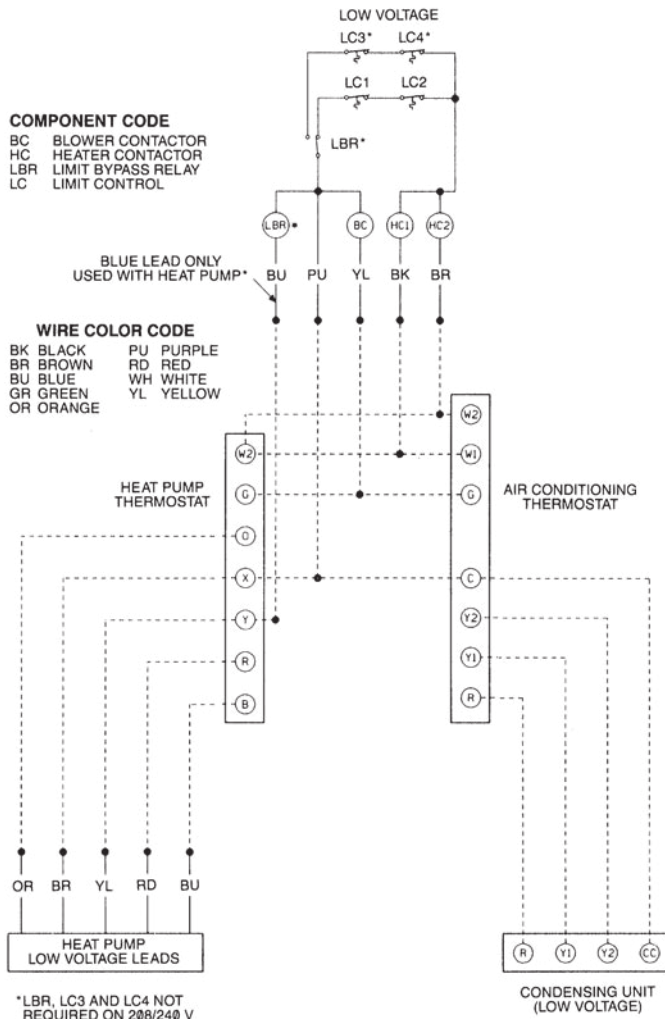 LOW VOLTAGE
LC3* LC4*
LC1 LC2
LBR*
COMPONENT CODE
BC BLOWER CONTACTOR
HC HEATER CONTACTOR
LBR LIMIT BYPASS RELAY
LC LIMIT CONTROL
LBR * BC HC1 HC2
BLUE LEAD ONLY
USED WITH HEAT PUMP*
BU PU YL BK BR
WIRE COLOR CODE
BK BLACK PU PURPLE
BR BROWN RD RED
BU BLUE WH WHITE
GR GREEN YL YELLOW
OR ORANGE
HEAT PUMP
THERMOSTAT
W2
G
O
X
Y
R
B
W2
W1
G
C
Y2
Y1
R
AIR CONDITIONING
THERMOSTAT
OR BR YL RD BU
HEAT PUMP
LOW VOLTAGE LEADS
R Y1 Y2 CC
CONDENSING UNIT
(LOW VOLTAGE)
*LBR, LC3 AND LC4 NOT
REQUIRED ON 208/240 V